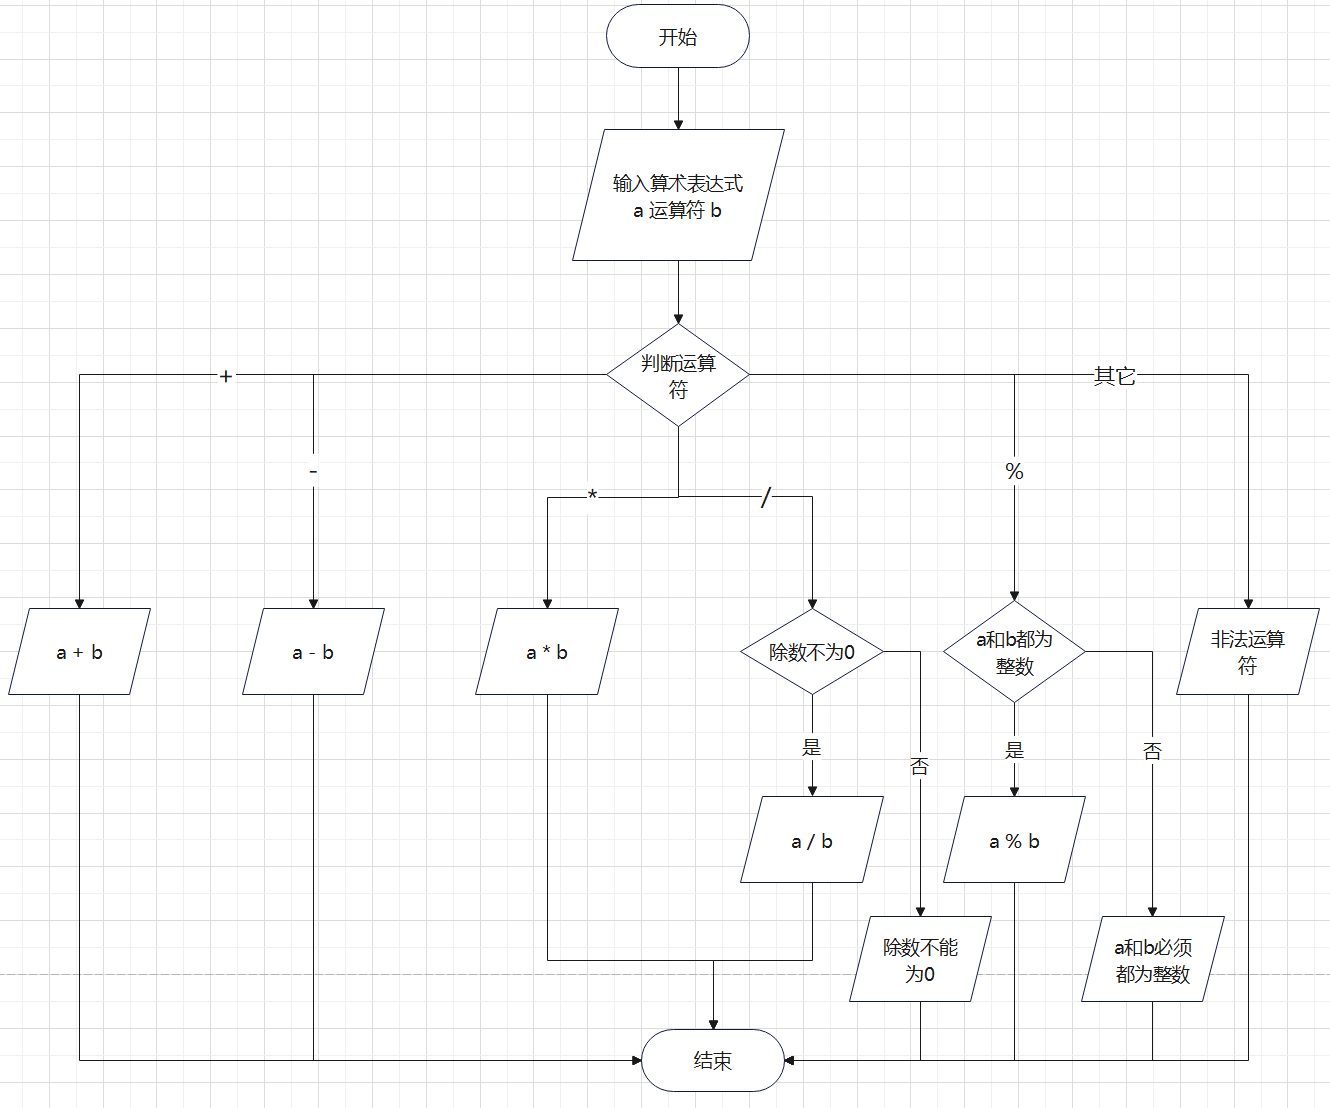 开始
输入算术表达式
a 运算符 b
判断运算
符
+
其它
-
%
*
/
a + b
a - b
a * b
除数不为0
a和b都为
整数
非法运算
符
是
否
是
否
a / b
a % b
除数不能
为0
a和b必须
都为整数
结束